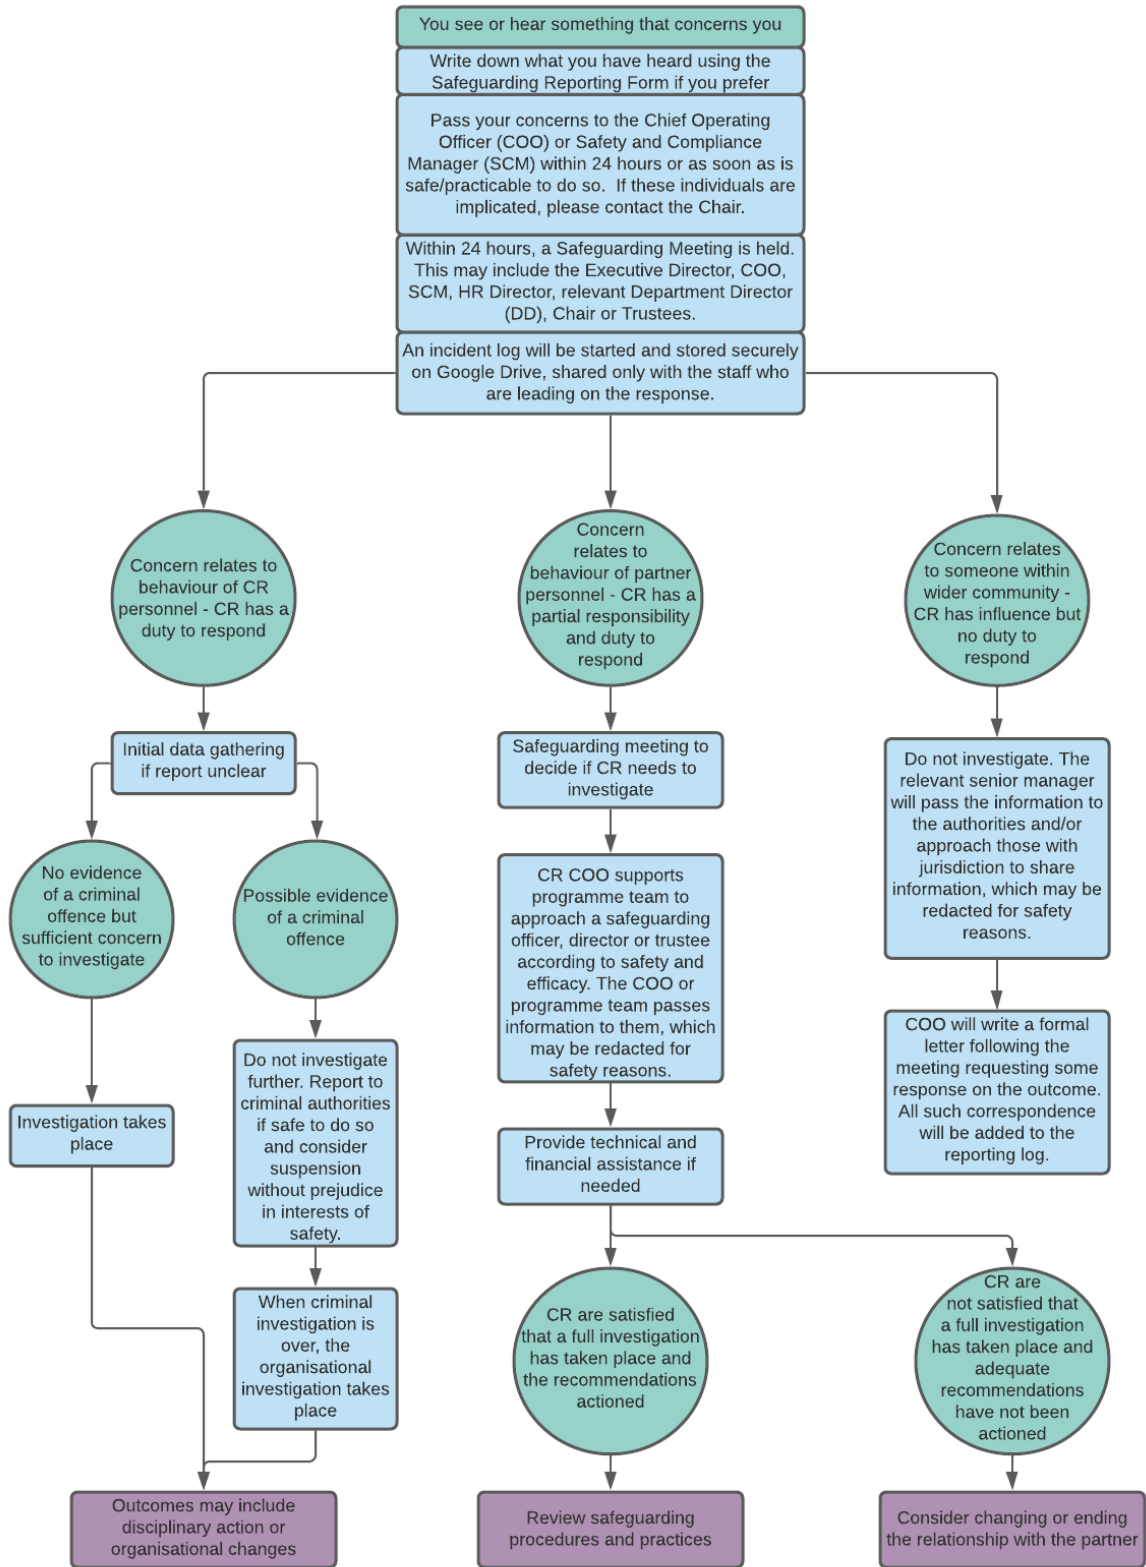 You see or hear something that concerns you
Write down what you have heard using the
Safeguarding Reporting Form if you prefer
Pass your concerns to the Chief Operating
Officer (COO) or Safety and Compliance
Manager (SCM) within 24 hours or as soon as is
safe/practicable to do so.  If these individuals are
implicated, please contact the Chair.
Within 24 hours, a Safeguarding Meeting is held.
This may include the Executive Director, COO,
SCM, HR Director, relevant Department Director
(DD), Chair or Trustees.
An incident log will be started and stored securely
on Google Drive, shared only with the staff who
are leading on the response.
Concern relates to
behaviour of CR
personnel - CR has a
duty to respond
Initial data gathering
if report unclear
No evidence
of a criminal
offence but
sufficient concern
to investigate
Investigation takes
place
Possible evidence
of a criminal
offence
Do not investigate
further. Report to
criminal authorities
if safe to do so
and consider
suspension
without prejudice
in interests of
safety.
When criminal
investigation is
over, the
organisational
investigation takes
place
Outcomes may include
disciplinary action or
organisational changes
Concern
relates to
behaviour of partner
personnel - CR has a
partial responsibility
and duty to
respond
Safeguarding meeting to
decide if CR needs to
investigate
CR COO supports
programme team to
approach a safeguarding
officer, director or trustee
according to safety and
efficacy. The COO or
programme team passes
information to them, which
may be redacted for
safety reasons.
Provide technical and
financial assistance if
needed
CR are satisfied
that a full investigation
has taken place and
the recommendations
actioned
Review safeguarding
procedures and practices
CR are
not satisfied that
a full investigation
has taken place and
adequate
recommendations
have not been
actioned
Consider changing or ending
the relationship with the partner
Concern relates
to someone within
wider community -
CR has influence but
no duty to
respond
Do not investigate. The
relevant senior manager
will pass the information to
the authorities and/or
approach those with
jurisdiction to share
information, which may be
redacted for safety
reasons.
COO will write a formal
letter following the
meeting requesting some
response on the outcome.
All such correspondence
will be added to the
reporting log.